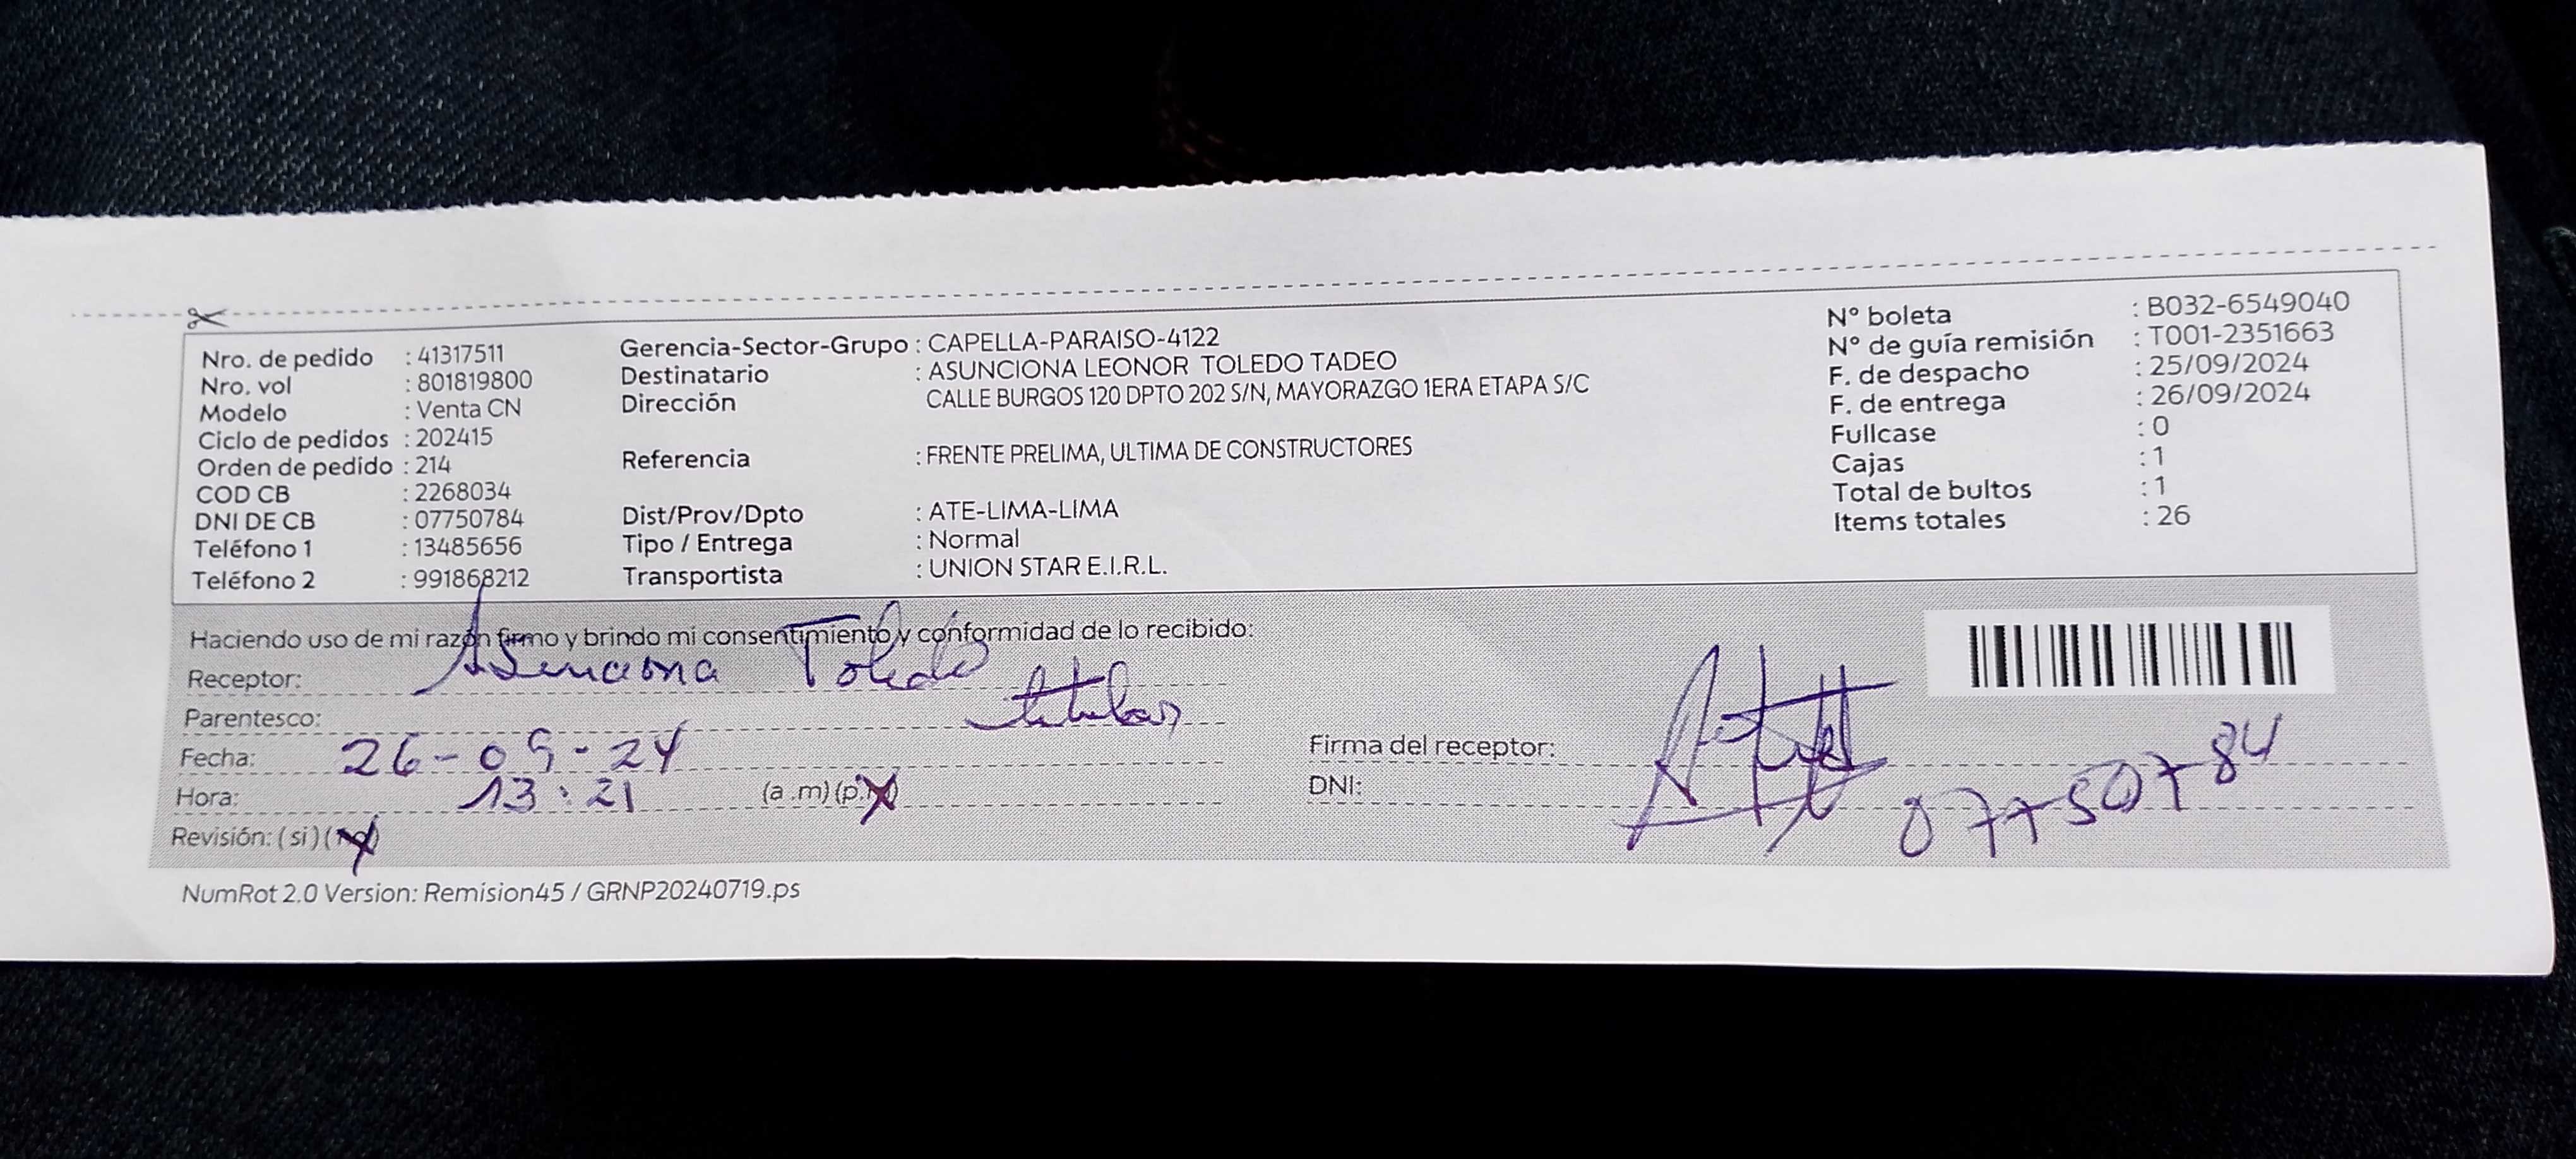 Nro. de pedido : 41317511
Nro. vol : 801819800
Modelo : Venta CN
Ciclo de pedidos : 202415
Orden de pedido : 214
COD CB : 2268034
DNI DE CB : 07750784
Teléfono 1 : 13485656
Teléfono 2 : 991868212
Gerencia-Sector-Grupo : CAPELLA-PARAISO-4122
Destinatario : ASUNCIONA LEONOR TOLEDO TADEO
Dirección CALLE BURGOS 120 DPTO 202 S/N, MAYORAZGO 1ERA ETAPA S/C
Referencia : FRENTE PRELIMA, ULTIMA DE CONSTRUCTORES
Dist/Prov/Dpto : ATE-LIMA-LIMA
Tipo / Entrega : Normal
Transportista : UNION STAR E.I.R.L.
N° boleta : B032-6549040
N° de guía remisión : T001-2351663
F. de despacho : 25/09/2024
F. de entrega : 26/09/2024
Fullcase : 0
Cajas : 1
Total de bultos : 1
Items totales : 26
Haciendo uso de mi razón firmo y brindo mi consentimiento y conformidad de lo recibido:
Receptor: Asunciona Toledo
Parentesco: titular
Fecha: 26-09-24
Hora: 13:21 (a.m) (p.m)
Revisión: (si) (no)
Firma del receptor:
DNI: 07750784
NumRot 2.0 Version: Remision45 / GRNP20240719.ps